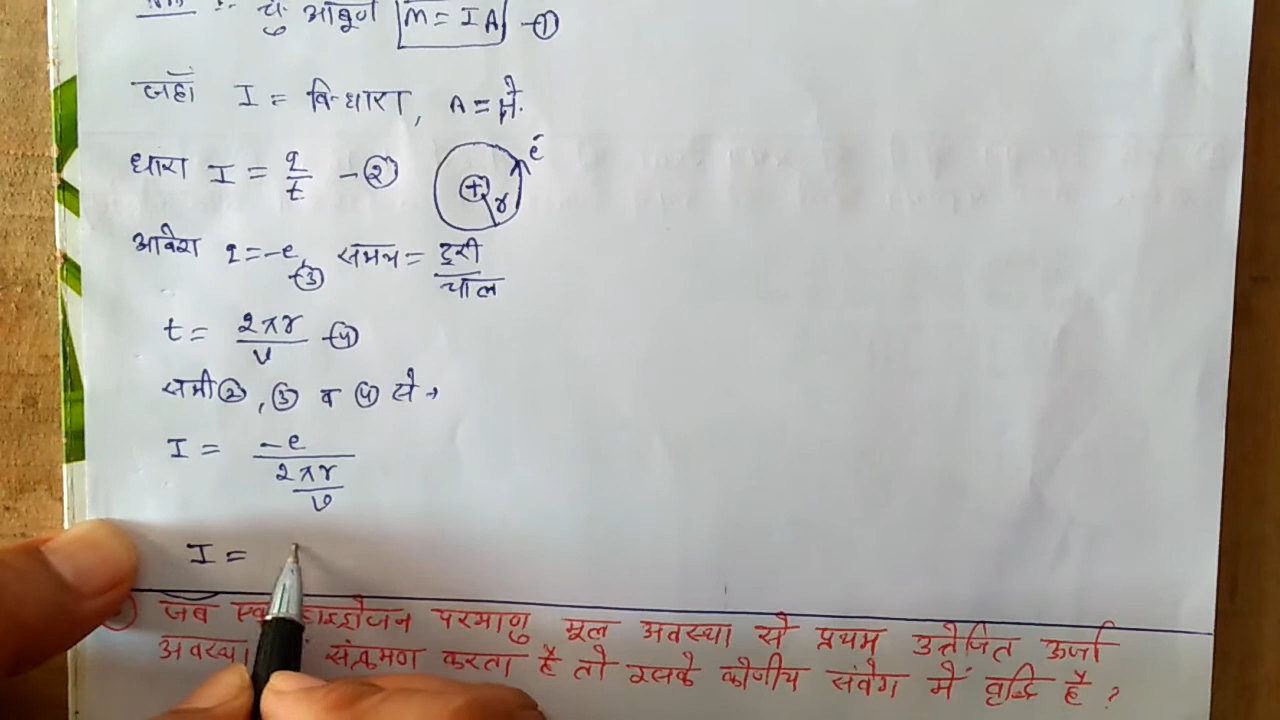 चु. आघूर्ण M = IA -①
जहाँ I = वि-धारा, A = क्षे.
धारा I = q/t -② + r e⁻
आवेश q = -e -③ समय = दूरी/चाल
t = 2πr/v -④
समी ②, ③ व ④ से →
I = -e/(2πr/v)
I =
जब हाइड्रोजन परमाणु मूल अवस्था से प्रथम उत्तेजित ऊर्जा
अवस्था संक्रमण करता है तो इसके कोणीय संवेग में वृद्धि है ?